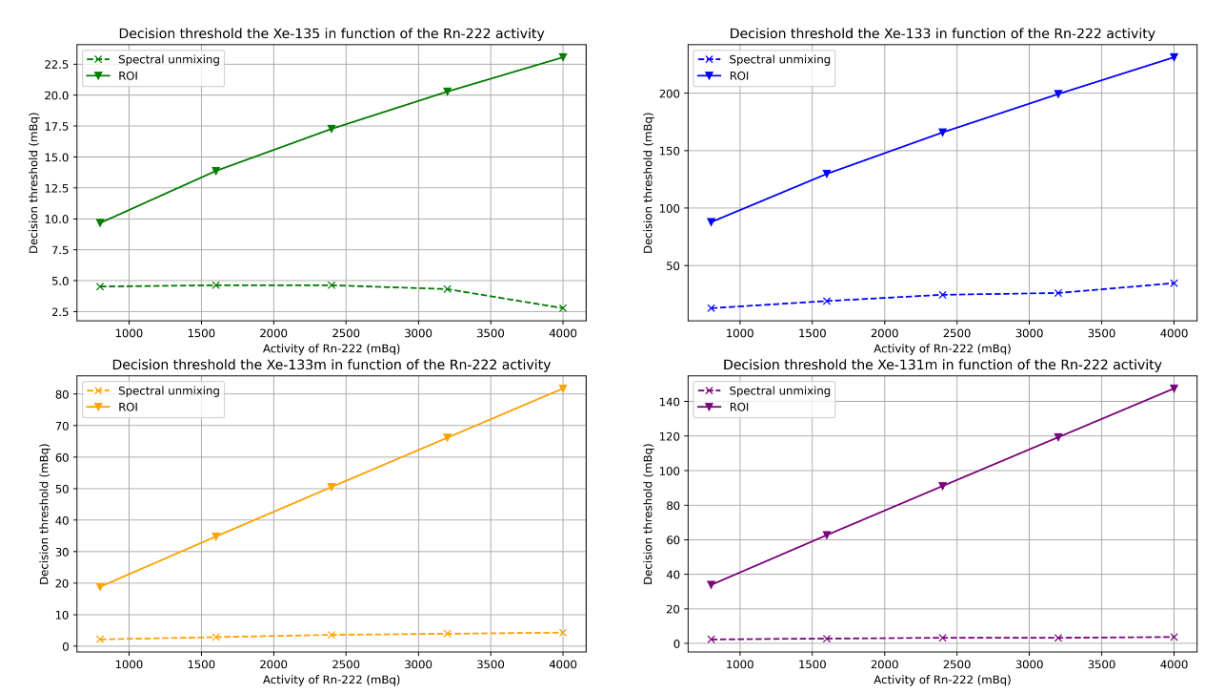 Decision threshold the Xe-135 in function of the Rn-222 activity
Spectral unmixing
ROI
22.5
20.0
17.5
15.0
12.5
10.0
7.5
5.0
2.5
Decision threshold (mBq)
1000 1500 2000 2500 3000 3500 4000
Activity of Rn-222 (mBq)
Decision threshold the Xe-133 in function of the Rn-222 activity
Spectral unmixing
ROI
200
150
100
50
Decision threshold (mBq)
1000 1500 2000 2500 3000 3500 4000
Activity of Rn-222 (mBq)
Decision threshold the Xe-133m in function of the Rn-222 activity
Spectral unmixing
ROI
80
70
60
50
40
30
20
10
0
Decision threshold (mBq)
1000 1500 2000 2500 3000 3500 4000
Activity of Rn-222 (mBq)
Decision threshold the Xe-131m in function of the Rn-222 activity
Spectral unmixing
ROI
140
120
100
80
60
40
20
0
Decision threshold (mBq)
1000 1500 2000 2500 3000 3500 4000
Activity of Rn-222 (mBq)